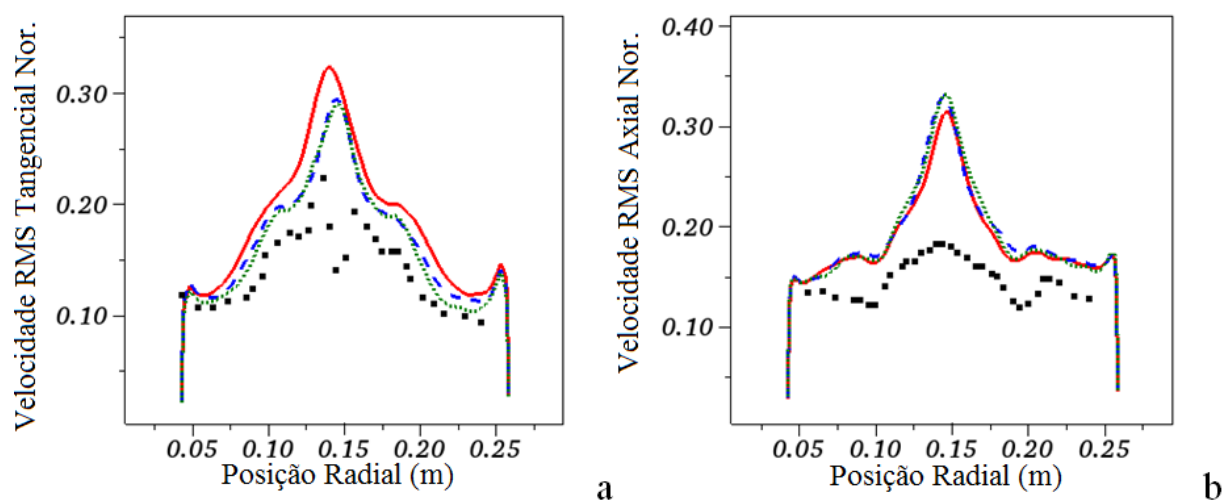 Velocidade RMS Tangencial Nor.
0.30
0.20
0.10
0.05 0.10 0.15 0.20 0.25
Posição Radial (m)
a
Velocidade RMS Axial Nor.
0.40
0.30
0.20
0.10
0.05 0.10 0.15 0.20 0.25
Posição Radial (m)
b